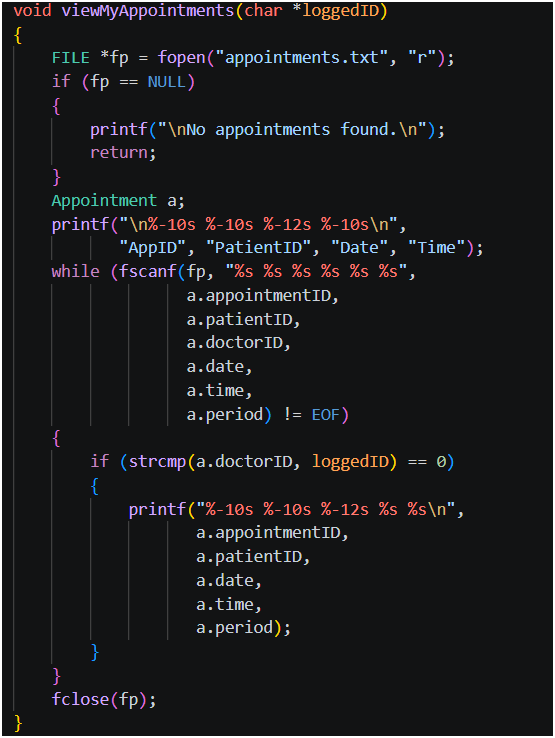 void viewMyAppointments(char *loggedID)
{
    FILE *fp = fopen("appointments.txt", "r");
    if (fp == NULL)
    {
        printf("\nNo appointments found.\n");
        return;
    }
    Appointment a;
    printf("\n%-10s %-10s %-12s %-10s\n",
           "AppID", "PatientID", "Date", "Time");
    while (fscanf(fp, "%s %s %s %s %s %s",
                  a.appointmentID,
                  a.patientID,
                  a.doctorID,
                  a.date,
                  a.time,
                  a.period) != EOF)
    {
        if (strcmp(a.doctorID, loggedID) == 0)
        {
            printf("%-10s %-10s %-12s %s %s\n",
                   a.appointmentID,
                   a.patientID,
                   a.date,
                   a.time,
                   a.period);
        }
    }
    fclose(fp);
}